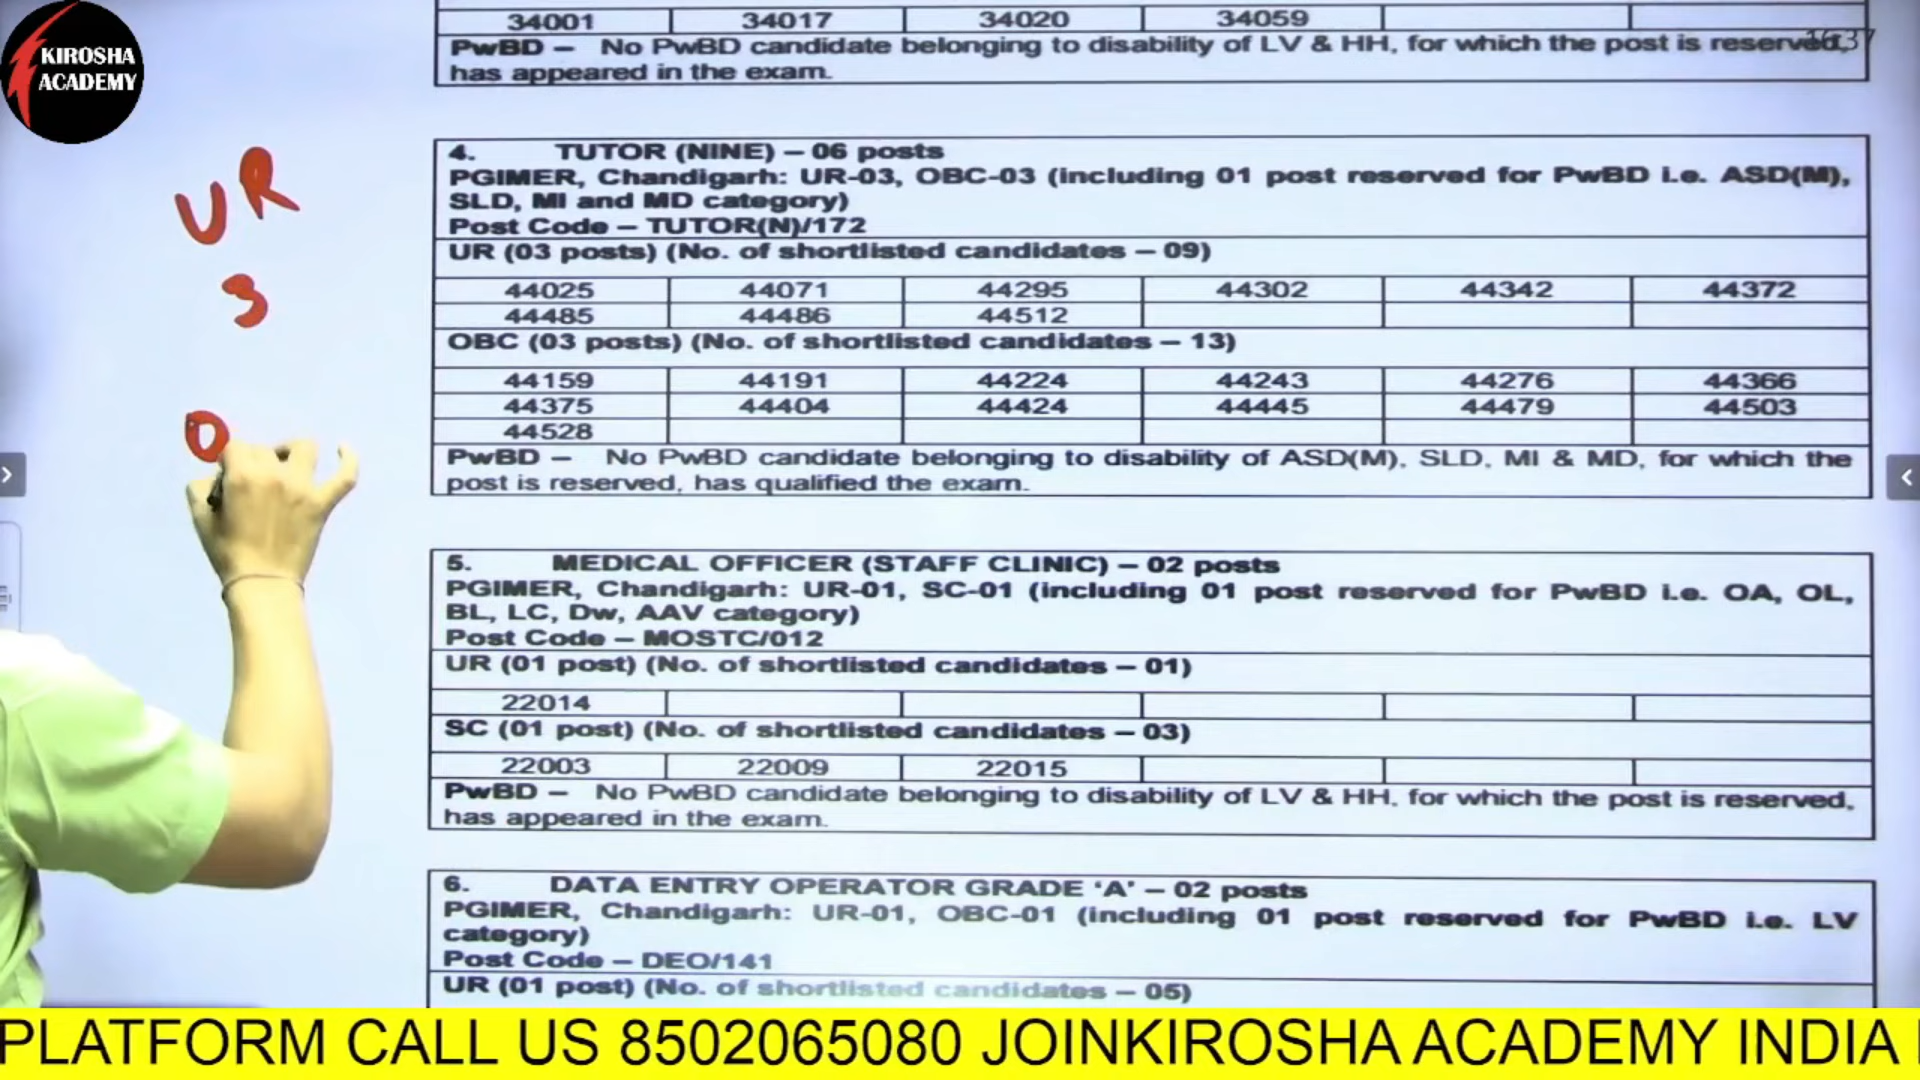 KIROSHA
ACADEMY
34001 34017 34020 34059
PwBD – No PwBD candidate belonging to disability of LV & HH, for which the post is reserved,
has appeared in the exam.
UR
3
O
4. TUTOR (NINE) – 06 posts
PGIMER, Chandigarh: UR-03, OBC-03 (including 01 post reserved for PwBD i.e. ASD(M),
SLD, MI and MD category)
Post Code – TUTOR(N)/172
UR (03 posts) (No. of shortlisted candidates – 09)
44025 44071 44295 44302 44342 44372
44485 44486 44512
OBC (03 posts) (No. of shortlisted candidates – 13)
44159 44191 44224 44243 44276 44366
44375 44404 44424 44445 44479 44503
44528
PwBD – No PwBD candidate belonging to disability of ASD(M), SLD, MI & MD, for which the
post is reserved, has qualified the exam.
5. MEDICAL OFFICER (STAFF CLINIC) – 02 posts
PGIMER, Chandigarh: UR-01, SC-01 (including 01 post reserved for PwBD i.e. OA, OL,
BL, LC, Dw, AAV category)
Post Code – MOSTC/012
UR (01 post) (No. of shortlisted candidates – 01)
22014
SC (01 post) (No. of shortlisted candidates – 03)
22003 22009 22015
PwBD – No PwBD candidate belonging to disability of LV & HH, for which the post is reserved,
has appeared in the exam.
6. DATA ENTRY OPERATOR GRADE ‘A’ – 02 posts
PGIMER, Chandigarh: UR-01, OBC-01 (including 01 post reserved for PwBD i.e. LV
category)
Post Code – DEO/141
UR (01 post) (No. of shortlisted candidates – 05)
PLATFORM CALL US 8502065080 JOINKIROSHA ACADEMY INDIA